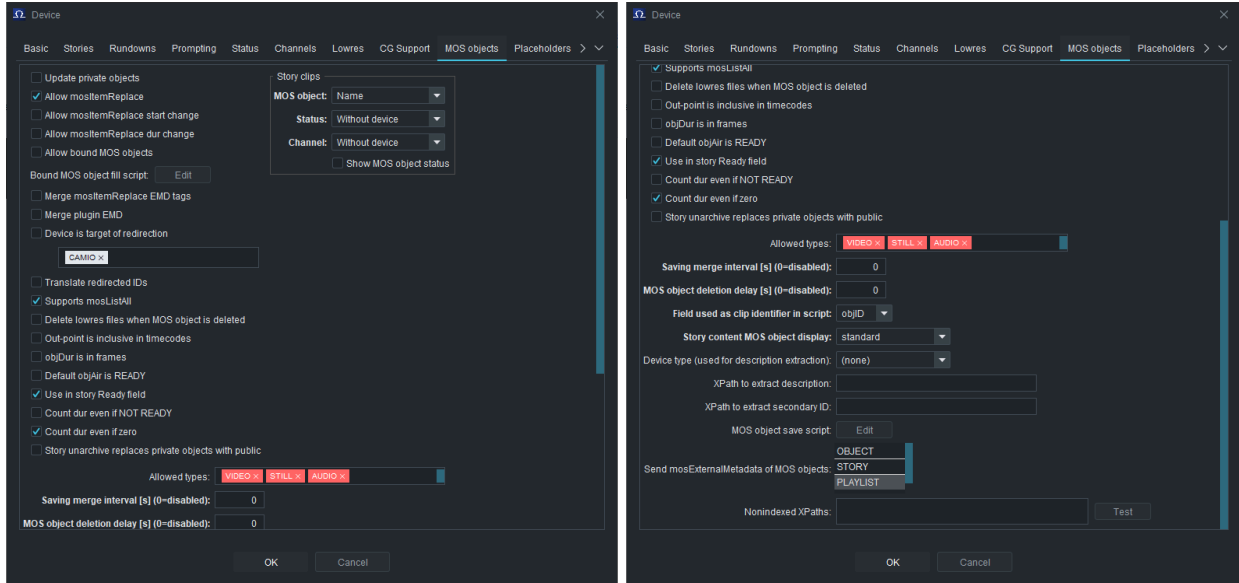 Device
Basic Stories Rundowns Prompting Status Channels Lowres CG Support MOS objects Placeholders
Update private objects
Allow mosItemReplace
Allow mosItemReplace start change
Allow mosItemReplace dur change
Allow bound MOS objects
Bound MOS object fill script: Edit
Story clips
MOS object: Name
Status: Without device
Channel: Without device
Show MOS object status
Merge mosItemReplace EMD tags
Merge plugin EMD
Device is target of redirection
CAMIO ×
Translate redirected IDs
Supports mosListAll
Delete lowres files when MOS object is deleted
Out-point is inclusive in timecodes
objDur is in frames
Default objAir is READY
Use in story Ready field
Count dur even if NOT READY
Count dur even if zero
Story unarchive replaces private objects with public
Allowed types: VIDEO × STILL × AUDIO ×
Saving merge interval [s] (0=disabled): 0
MOS object deletion delay [s] (0=disabled): 0
OK Cancel
Device
Basic Stories Rundowns Prompting Status Channels Lowres CG Support MOS objects Placeholders
Supports mosListAll
Delete lowres files when MOS object is deleted
Out-point is inclusive in timecodes
objDur is in frames
Default objAir is READY
Use in story Ready field
Count dur even if NOT READY
Count dur even if zero
Story unarchive replaces private objects with public
Allowed types: VIDEO × STILL × AUDIO ×
Saving merge interval [s] (0=disabled): 0
MOS object deletion delay [s] (0=disabled): 0
Field used as clip identifier in script: objID
Story content MOS object display: standard
Device type (used for description extraction): (none)
XPath to extract description:
XPath to extract secondary ID:
MOS object save script: Edit
Send mosExternalMetadata of MOS objects: OBJECT
STORY
PLAYLIST
Nonindexed XPaths: Test
OK Cancel